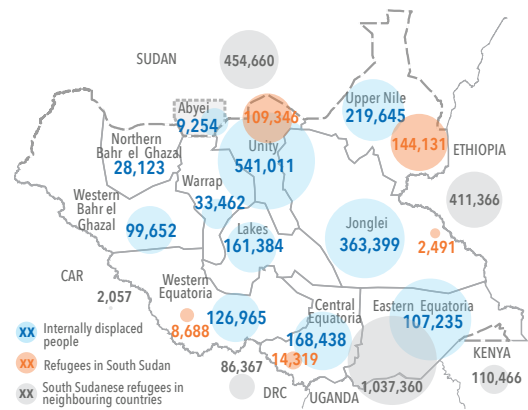 SUDAN
454,660
Abyei
9,254
109,346
Upper Nile
219,645
144,131
ETHIOPIA
Northern
Bahr el Ghazal
28,123
Unity
541,011
Warrap
33,462
411,366
Western
Bahr el
Ghazal
99,652
Lakes
161,384
Jonglei
363,399
2,491
CAR
2,057
Western
Equatoria
126,965
8,688
Central
Equatoria
168,438
14,319
Eastern Equatoria
107,235
86,367
DRC
UGANDA
1,037,360
KENYA
110,466
XX Internally displaced
people
XX Refugees in South Sudan
XX South Sudanese refugees in
neighbouring countries